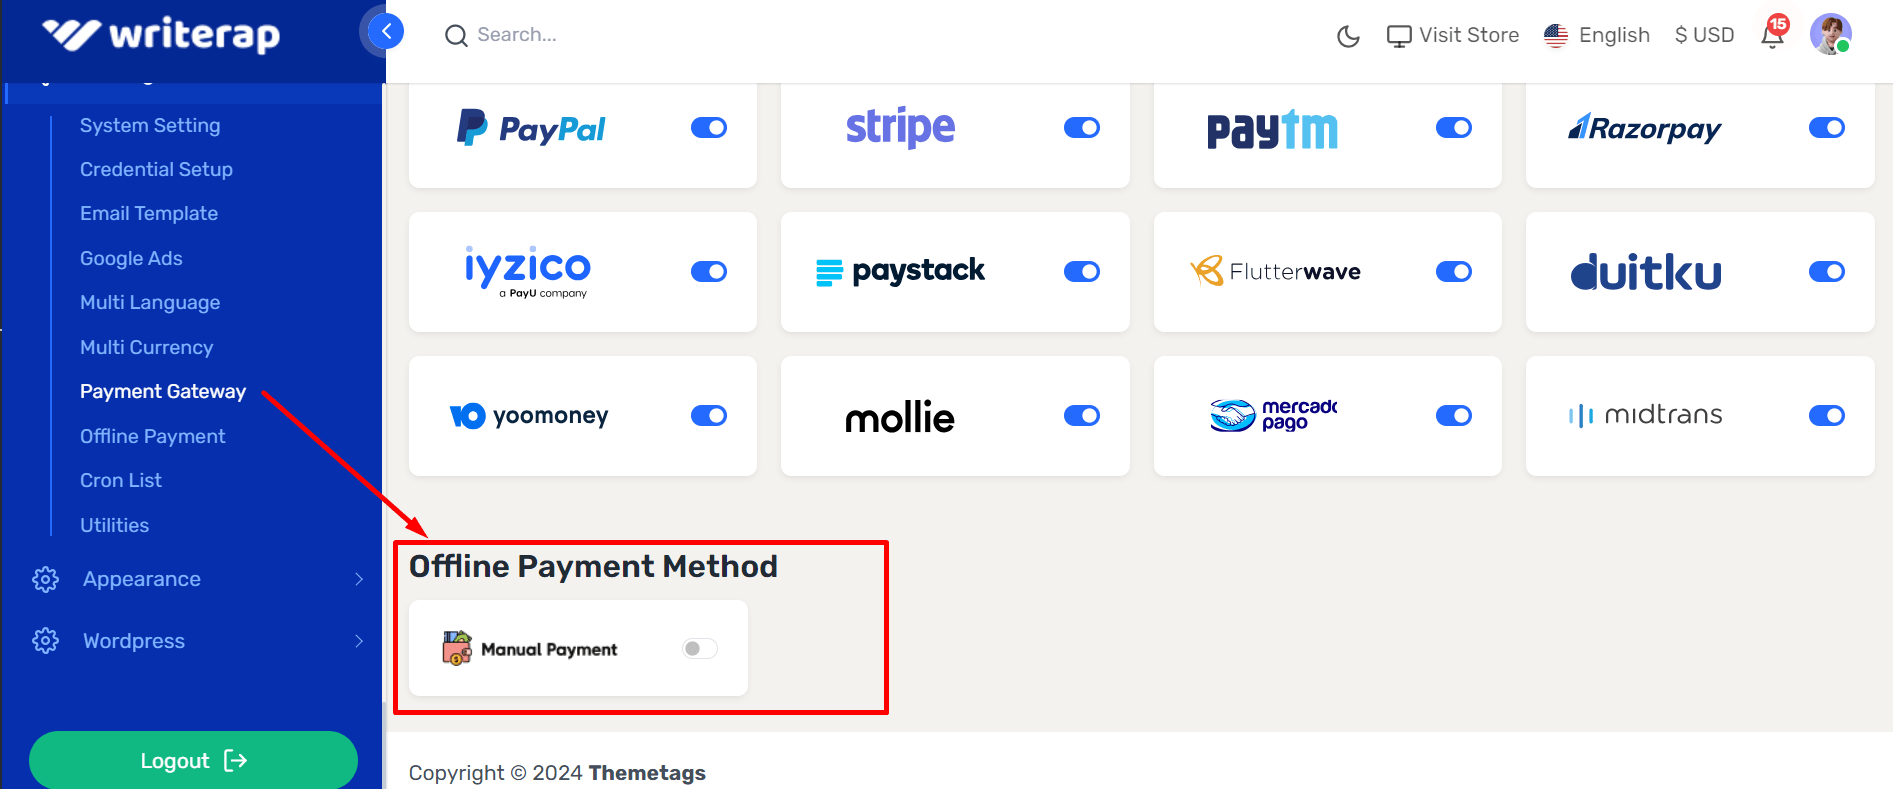 writerap
Search...
Visit Store
English
$ USD
15
System Setting
Credential Setup
Email Template
Google Ads
Multi Language
Multi Currency
Payment Gateway
Offline Payment
Cron List
Utilities
Appearance
Wordpress
Logout
PayPal
stripe
paytm
Razorpay
iyzico
a PayU company
paystack
Flutterwave
duitku
yoomoney
mollie
mercado
pago
midtrans
Offline Payment Method
Manual Payment
Copyright © 2024 Themetags